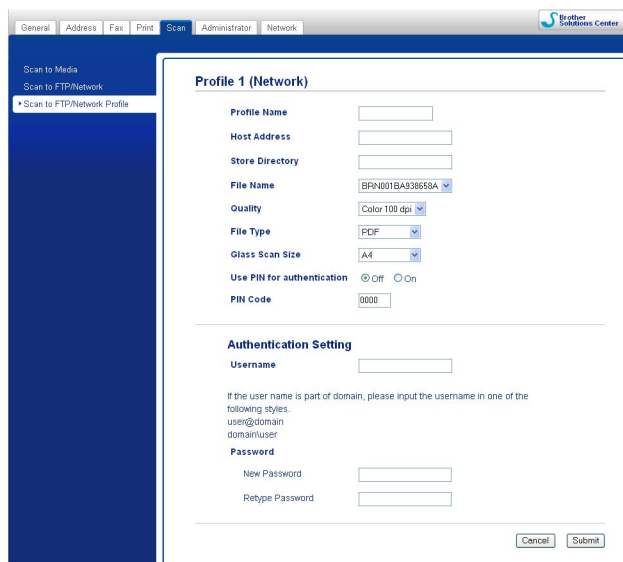 General Address Fax Print Scan Administrator Network
Brother
Solutions Center
Scan to Media
Scan to FTP/Network
Scan to FTP/Network Profile
Profile 1 (Network)
Profile Name
Host Address
Store Directory
File Name BRN001BA938658A
Quality Color 100 dpi
File Type PDF
Glass Scan Size A4
Use PIN for authentication Off On
PIN Code 0000
Authentication Setting
Username
If the user name is part of domain, please input the username in one of the
following styles.
user@domain
domain\user
Password
New Password
Retype Password
Cancel Submit